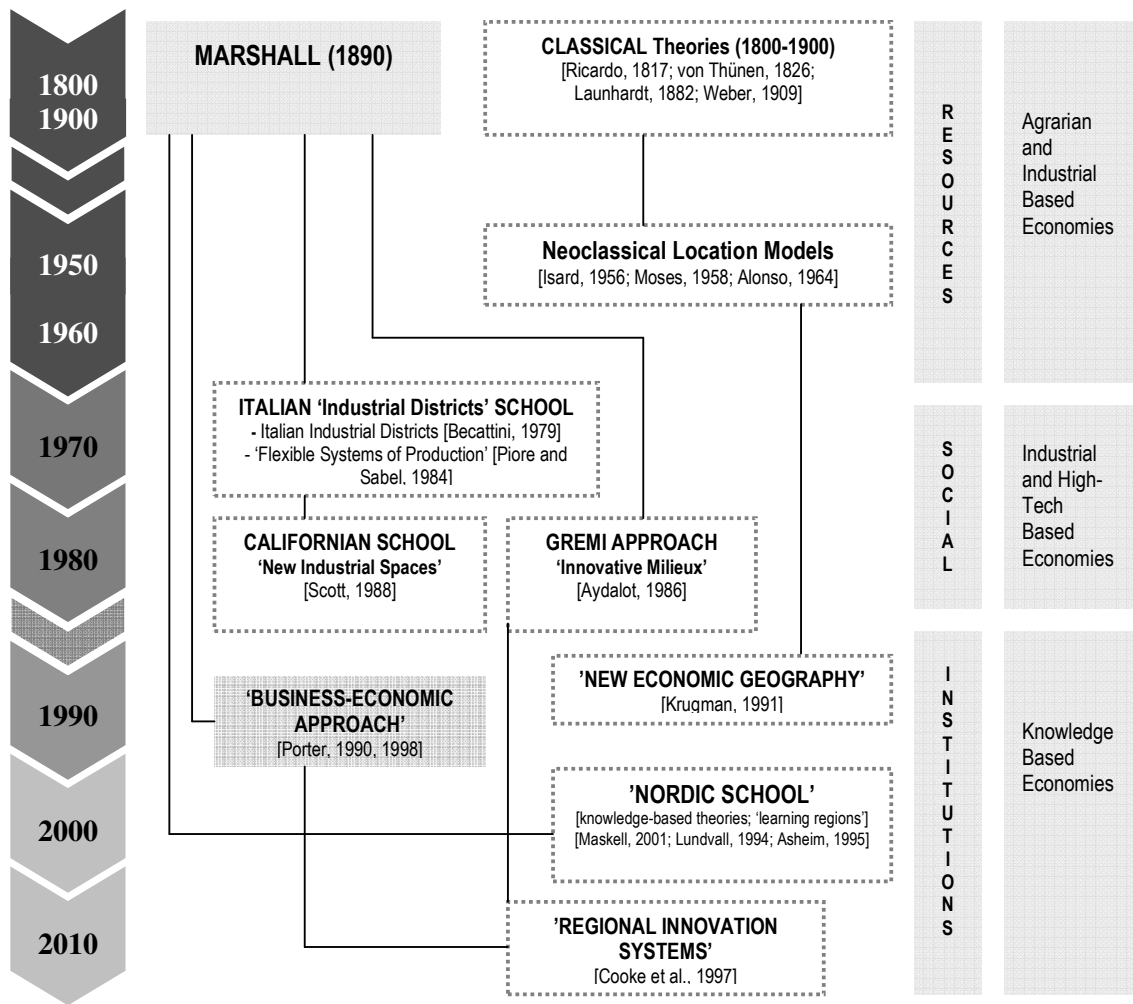 1800
1900
1950
1960
1970
1980
1990
2000
2010
MARSHALL (1890)
CLASSICAL Theories (1800-1900)
[Ricardo, 1817; von Thünen, 1826;
Launhardt, 1882; Weber, 1909]
Neoclassical Location Models
[Isard, 1956; Moses, 1958; Alonso, 1964]
ITALIAN ‘Industrial Districts’ SCHOOL
- Italian Industrial Districts [Becattini, 1979]
- ‘Flexible Systems of Production’ [Piore and
Sabel, 1984]
CALIFORNIAN SCHOOL
‘New Industrial Spaces’
[Scott, 1988]
GREMI APPROACH
‘Innovative Milieux’
[Aydalot, 1986]
’NEW ECONOMIC GEOGRAPHY’
[Krugman, 1991]
‘BUSINESS-ECONOMIC
APPROACH’
[Porter, 1990, 1998]
’NORDIC SCHOOL’
[knowledge-based theories; ‘learning regions’]
[Maskell, 2001; Lundvall, 1994; Asheim, 1995]
’REGIONAL INNOVATION
SYSTEMS’
[Cooke et al., 1997]
RESOURCES
Agrarian
and
Industrial
Based
Economies
SOCIAL
Industrial
and High-
Tech
Based
Economies
INSTITUTIONS
Knowledge
Based
Economies